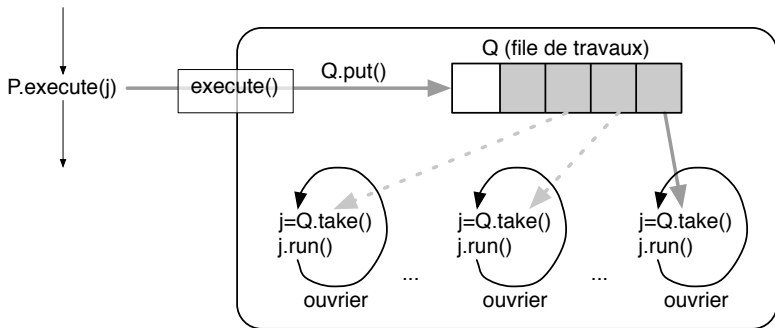 Q (file de travaux)
P.execute(j)
execute()
Q.put()
j=Q.take()
j.run()
ouvrier
...
j=Q.take()
j.run()
ouvrier
...
j=Q.take()
j.run()
ouvrier